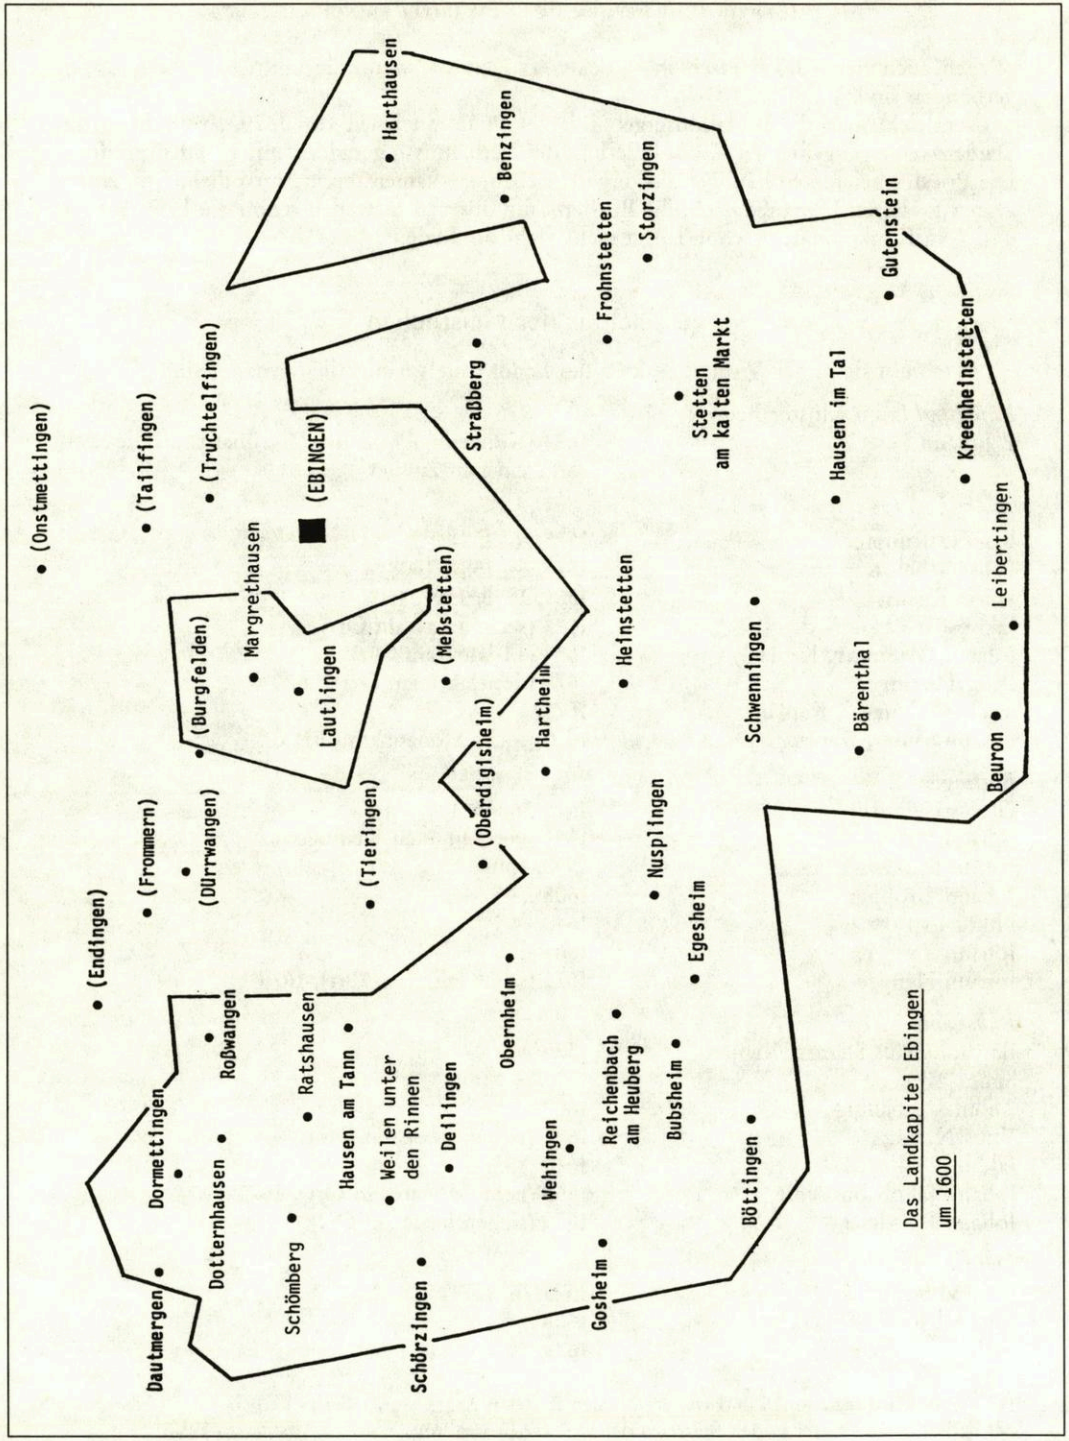 Harthausen
Benzingen
Storzingen
Gutenstein
Frohnstetten
Kreenheinstetten
(Onstmettingen)
(Tailfingen)
(Truchtelfingen)
(EBINGEN)
Straßberg
Stetten
am kalten Markt
Hausen im Tal
Margrethausen
(Meßstetten)
Heinstetten
Leibertingen
(Burgfelden)
Lautlingen
(Oberdigisheim)
Hartheim
Schwenningen
Bärenthal
Beuron
(Frommern)
(Dürrwangen)
(Tieringen)
Nusplingen
Egesheim
(Endingen)
Roßwangen
Ratshausen
Obernheim
Hausen am Tann
Weilen unter
den Rinnen
Deilingen
Reichenbach
am Heuberg
Bubsheim
Dormettingen
Dotternhausen
Wehingen
Böttingen
Schömberg
Gosheim
Dautmergen
Schörzingen
Das Landkapitel Ebingen
um 1600